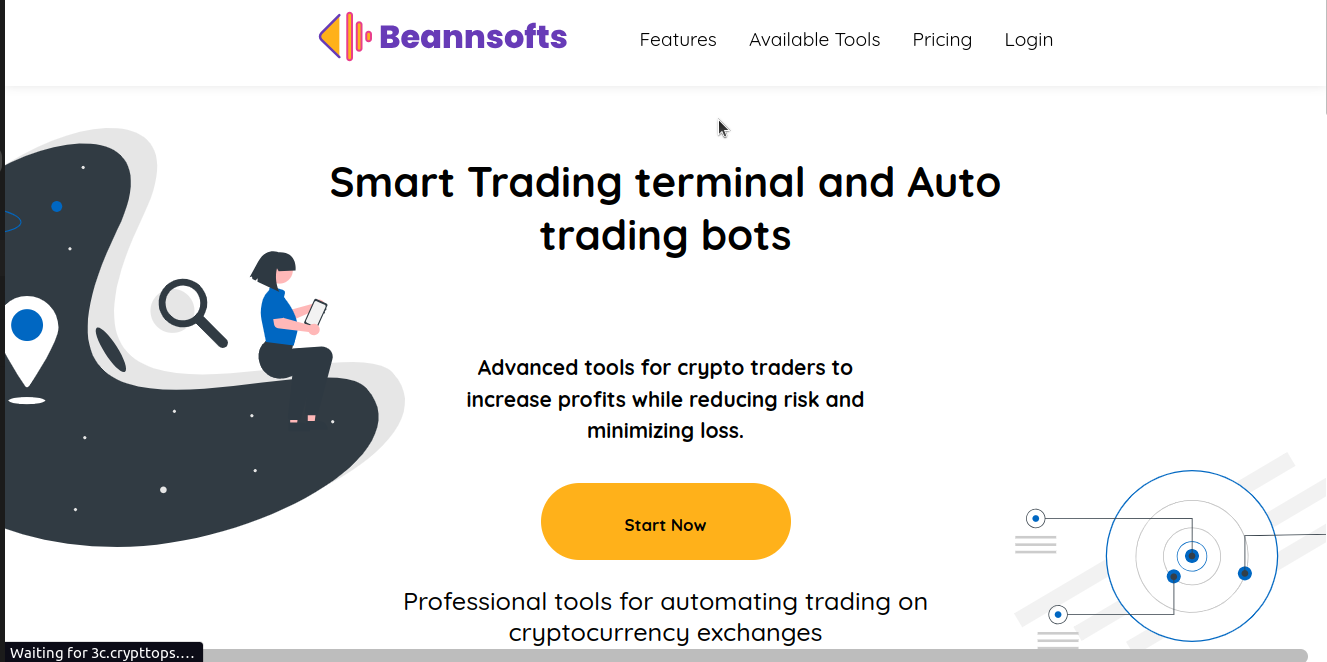 Beannsofts
Features Available Tools Pricing Login
Smart Trading terminal and Auto
trading bots
Advanced tools for crypto traders to
increase profits while reducing risk and
minimizing loss.
Start Now
Professional tools for automating trading on
cryptocurrency exchanges
Waiting for 3c.crypttops....